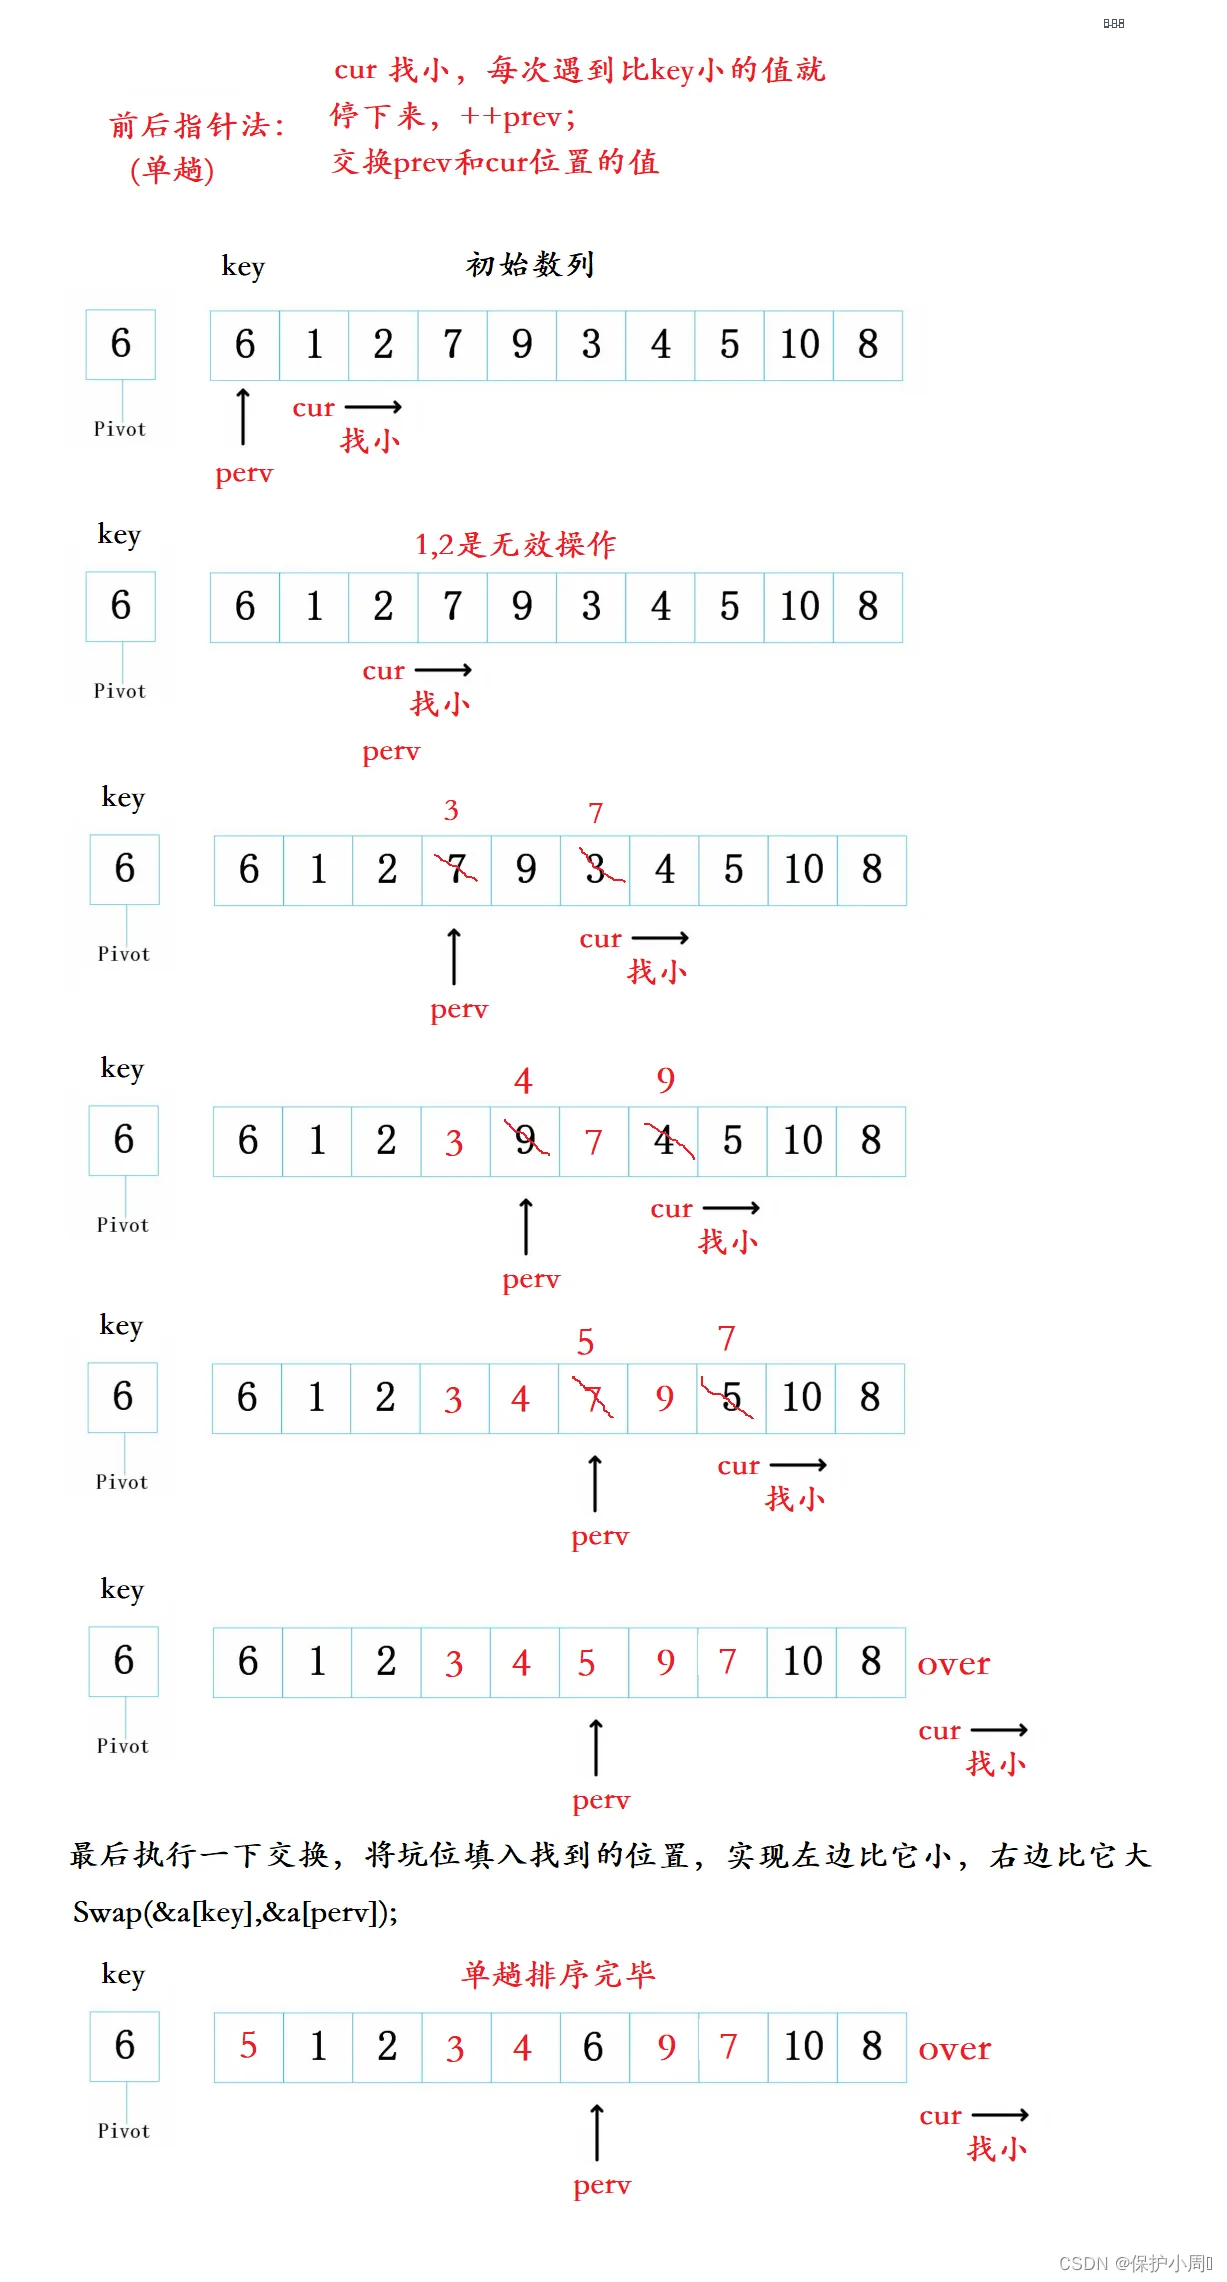 cur 找小，每次遇到比key小的值就
前后指针法：
停下来，++prev；
(单趟)
交换prev和cur位置的值
key
初始数列
6
6 1 2 7 9 3 4 5 10 8
Pivot
cur
找小
perv
key
1,2是无效操作
6
6 1 2 7 9 3 4 5 10 8
Pivot
cur
找小
perv
key
3 7
6
6 1 2 7 9 3 4 5 10 8
Pivot
cur
找小
perv
key
4 9
6
6 1 2 3 9 7 4 5 10 8
Pivot
cur
找小
perv
key
5 7
6
6 1 2 3 4 7 9 5 10 8
Pivot
cur
找小
perv
key
6
6 1 2 3 4 5 9 7 10 8 over
Pivot
cur
找小
perv
最后执行一下交换，将坑位填入找到的位置，实现左边比它小，右边比它大
Swap(&a[key],&a[perv]);
key
单趟排序完毕
6
5 1 2 3 4 6 9 7 10 8 over
Pivot
cur
找小
perv
CSDN @保护小周